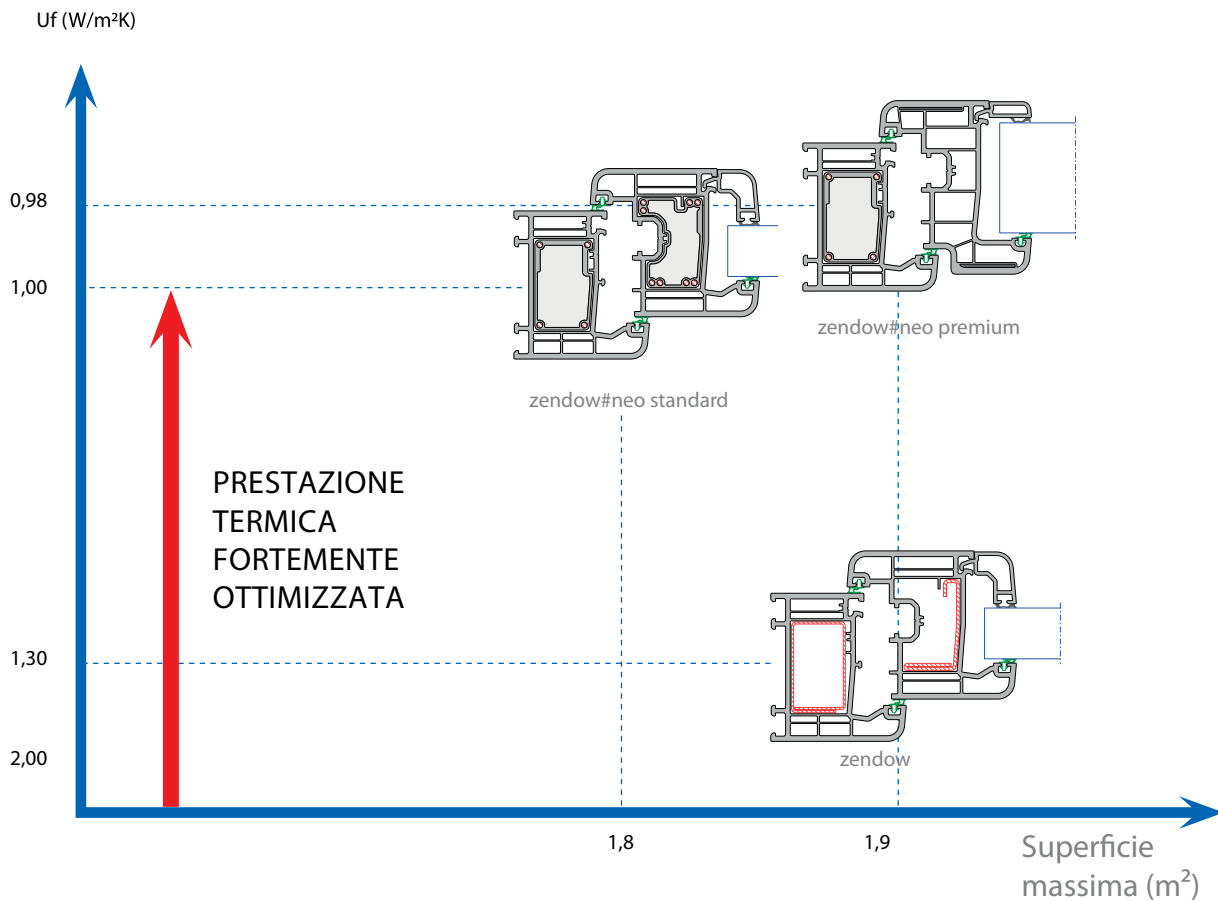 Uf (W/m²K)
0,98
1,00
zendow#neo premium
zendow#neo standard
PRESTAZIONE
TERMICA
FORTEMENTE
OTTIMIZZATA
1,30
2,00
zendow
1,8
1,9
Superficie
massima (m²)